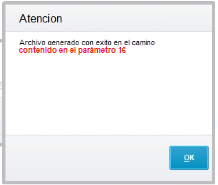 Atencion
Archivo generado con exito en el camino
contenido en el parámetro 16
OK